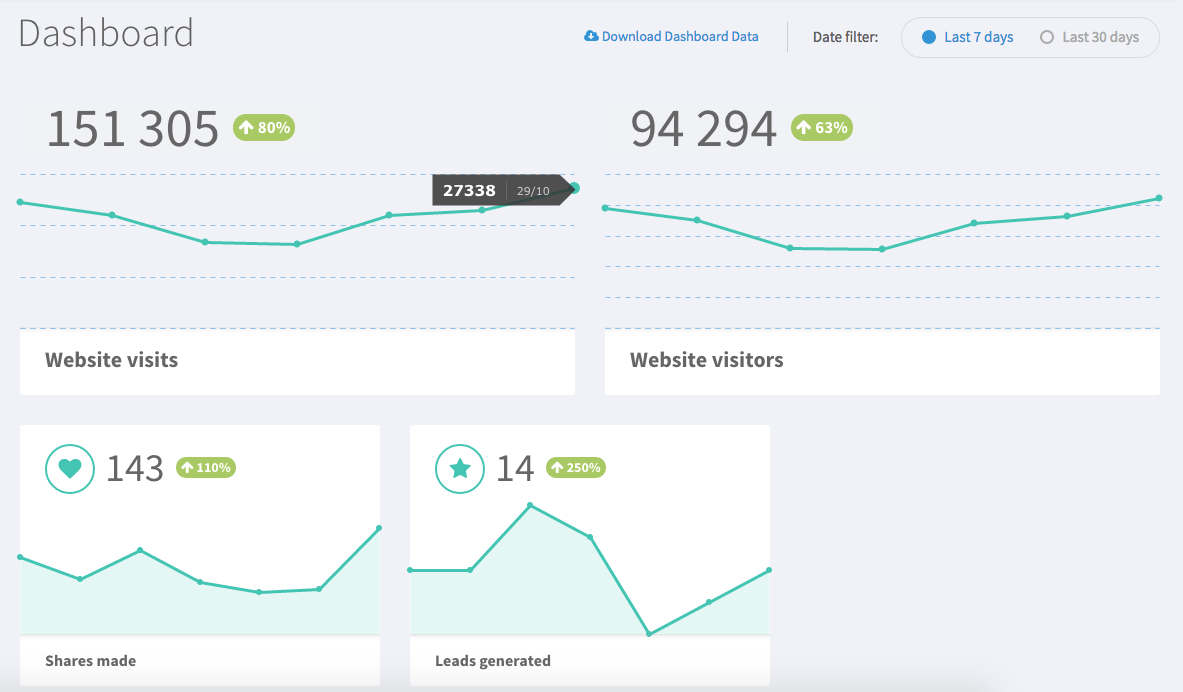 Dashboard
Download Dashboard Data
Date filter:
Last 7 days
Last 30 days
151 305
80%
94 294
63%
27338
29/10
Website visits
Website visitors
143
110%
14
250%
Shares made
Leads generated